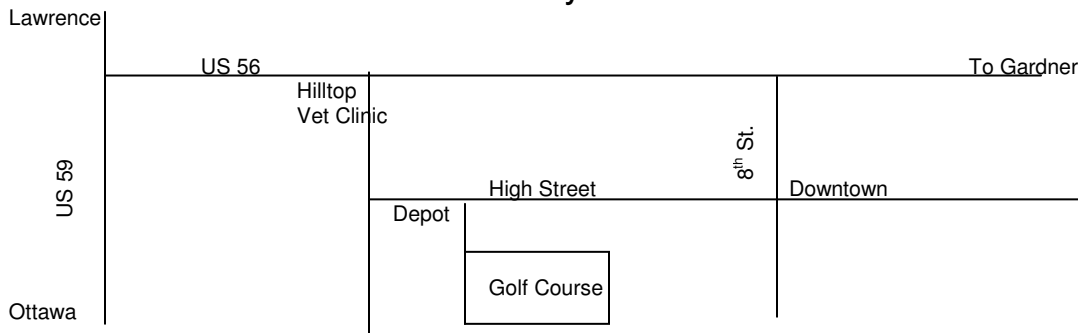 Lawrence
US 56
To Gardner
Hilltop
Vet Clinic
8th St.
US 59
High Street
Downtown
Depot
Golf Course
Ottawa